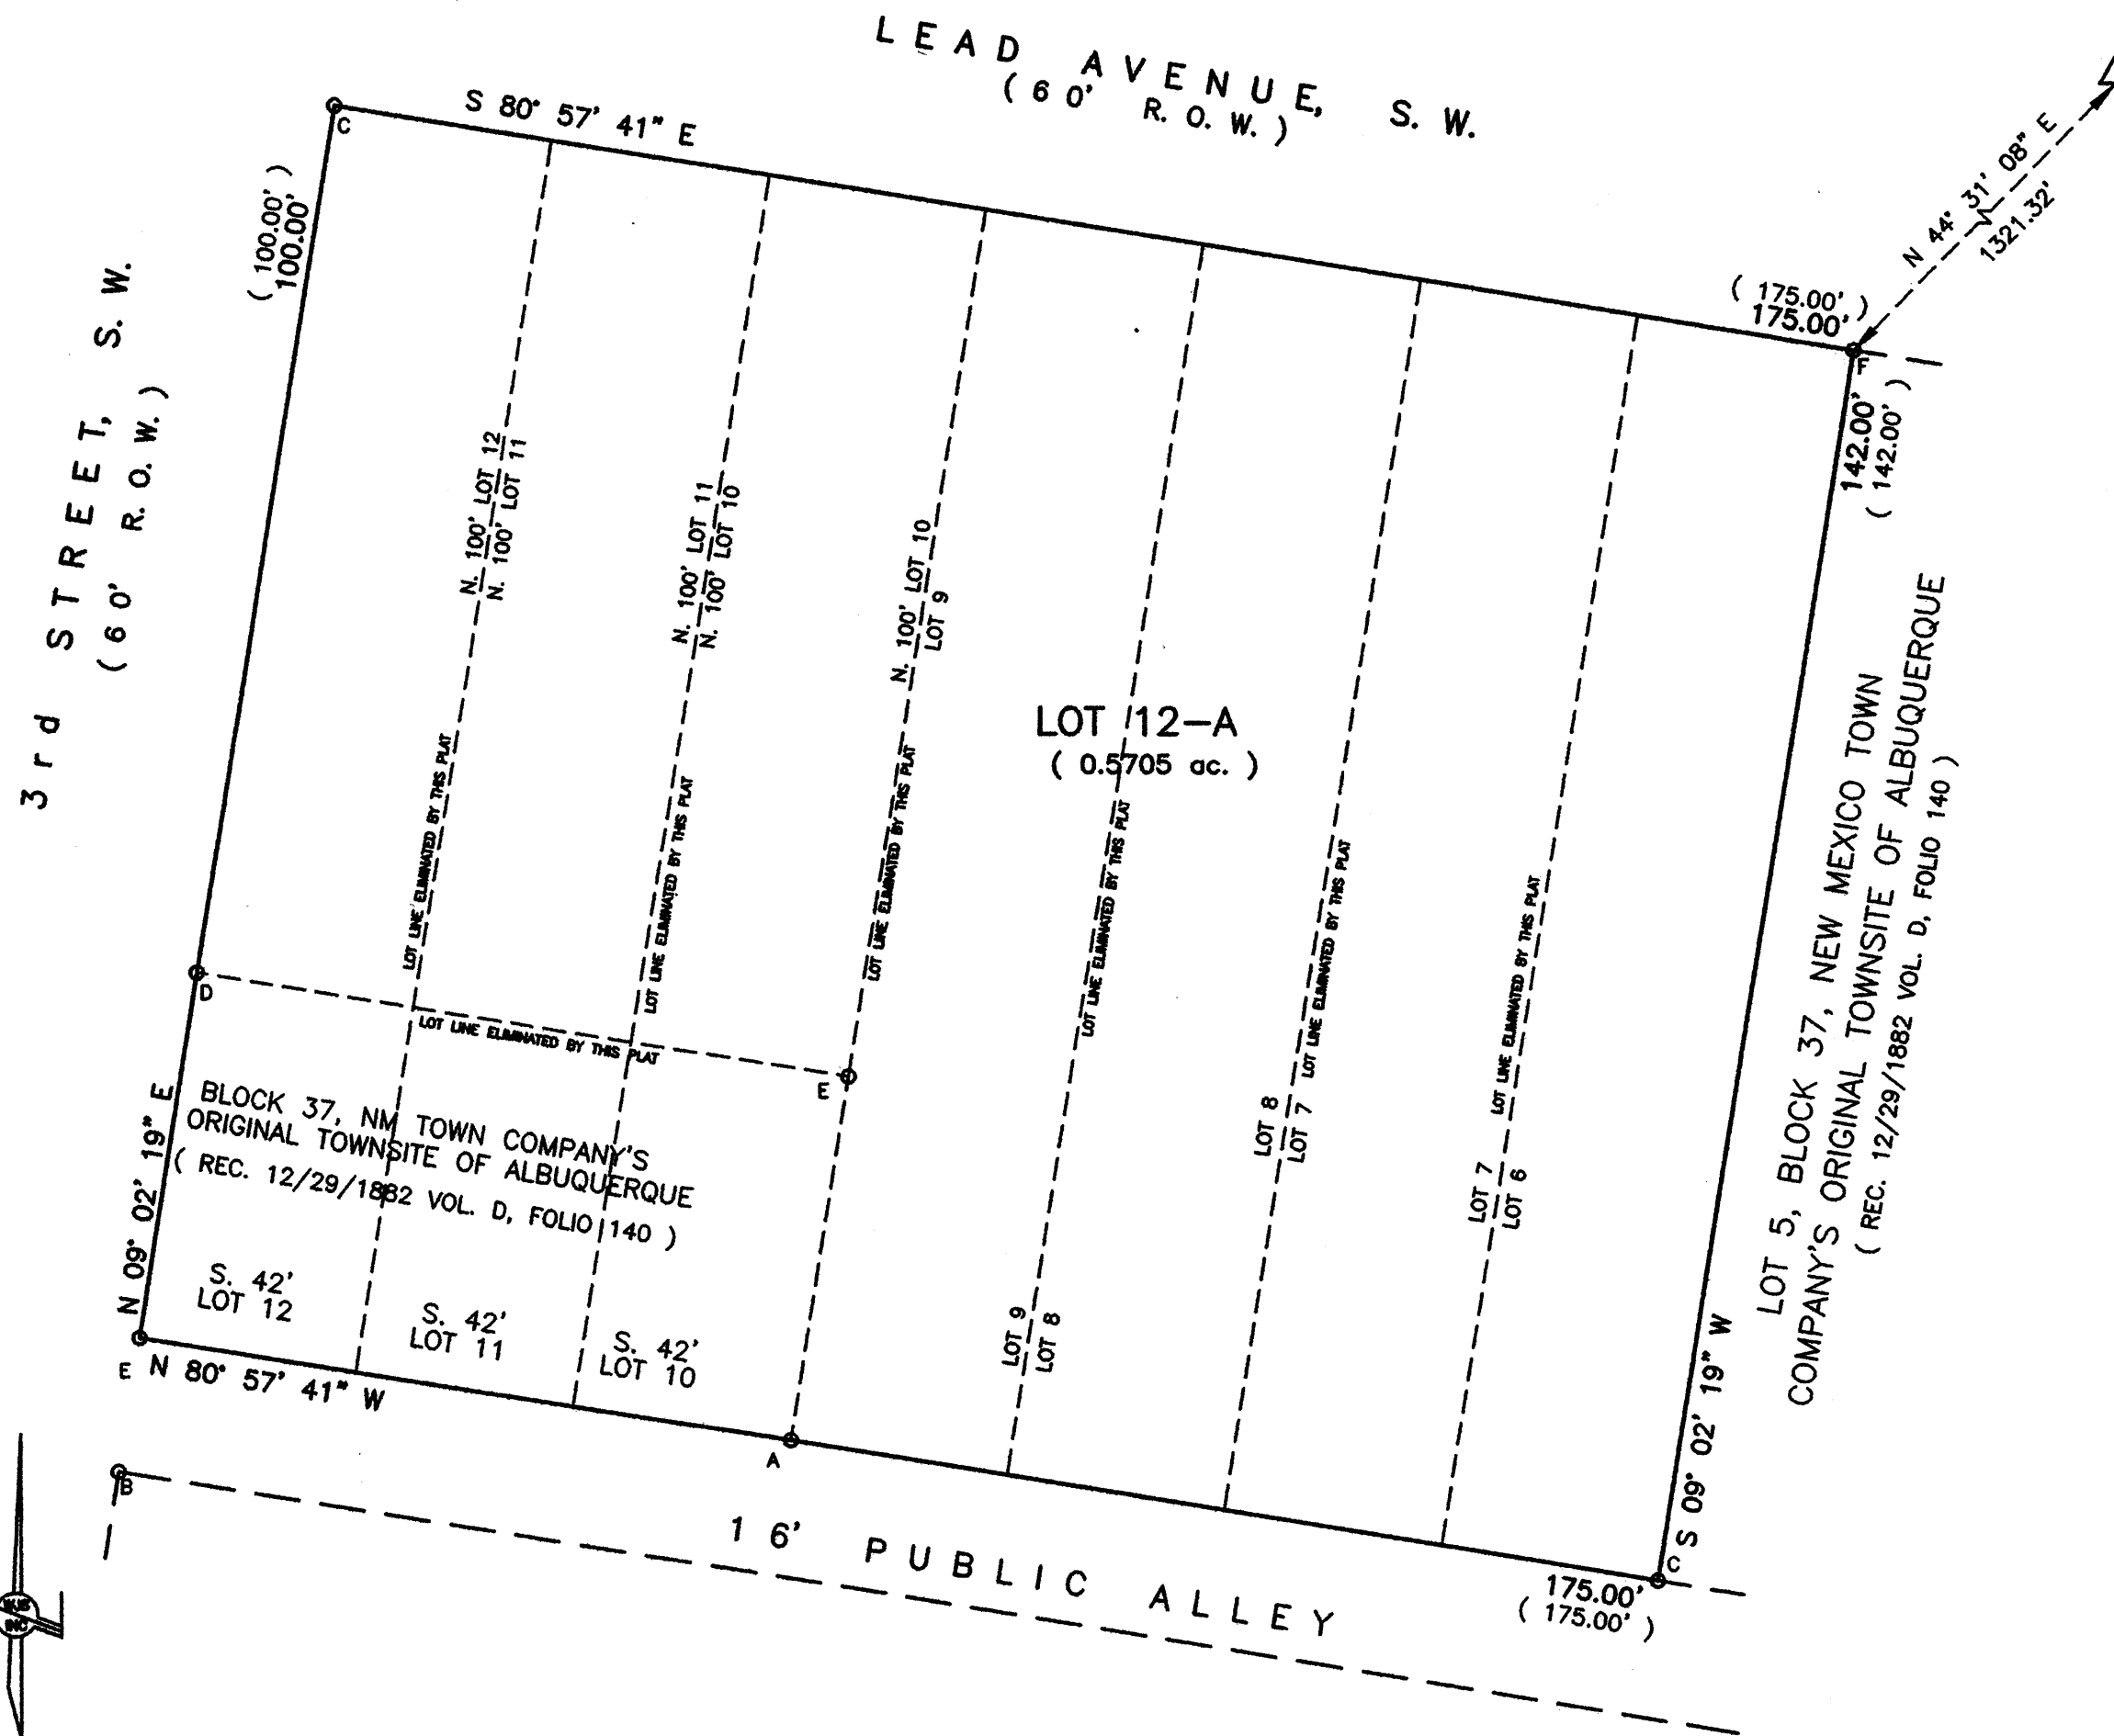 LEAD AVENUE, S. W.
( 60' R. O. W. )
S 80° 57' 41" E
C
( 100.00' )
100.00'
3rd STREET, S. W.
( 60' R. O. W. )
N 44° 31' 08" E
1321.32'
( 175.00' )
175.00'
F
142.00'
( 142.00' )
N. 100' LOT 12
N. 100' LOT 11
N. 100' LOT 11
N. 100' LOT 10
N. 100' LOT 10
LOT 9
LOT 12-A
( 0.5705 ac. )
LOT LINE ELIMINATED BY THIS PLAT
LOT LINE ELIMINATED BY THIS PLAT
LOT LINE ELIMINATED BY THIS PLAT
LOT LINE ELIMINATED BY THIS PLAT
LOT LINE ELIMINATED BY THIS PLAT
LOT LINE ELIMINATED BY THIS PLAT
D
LOT LINE ELIMINATED BY THIS PLAT
E
BLOCK 37, NM TOWN COMPANY'S
ORIGINAL TOWNSITE OF ALBUQUERQUE
( REC. 12/29/1882 VOL. D, FOLIO 140 )
LOT 8
LOT 7
LOT 7
LOT 6
LOT 9
LOT 8
LOT 5, BLOCK 37, NEW MEXICO TOWN
COMPANY'S ORIGINAL TOWNSITE OF ALBUQUERQUE
( REC. 12/29/1882 VOL. D, FOLIO 140 )
N 09° 02' 19" E
S. 42'
LOT 12
S. 42'
LOT 11
S. 42'
LOT 10
E
N 80° 57' 41" W
A
B
S 09° 02' 19" W
C
175.00'
( 175.00' )
16' PUBLIC ALLEY
INC